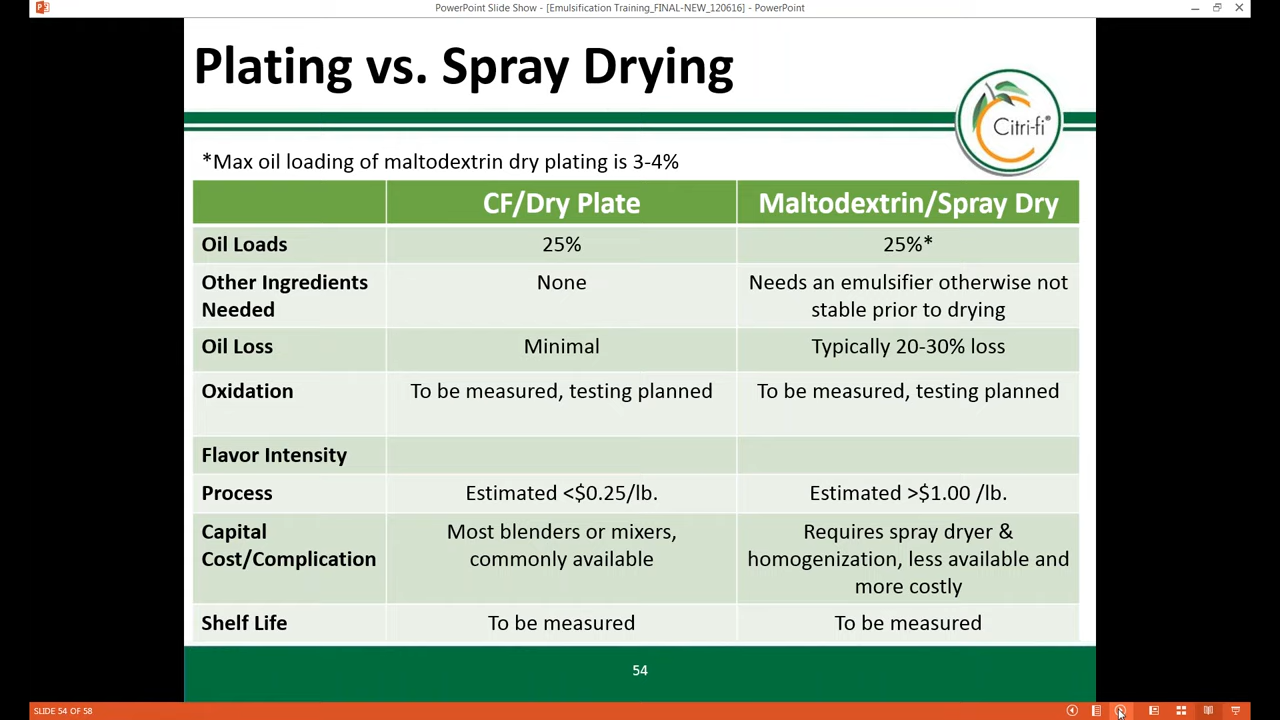 PowerPoint Slide Show - [Emulsification Training_FINAL-NEW_120616] - PowerPoint
Plating vs. Spray Drying
Citri-fi®
*Max oil loading of maltodextrin dry plating is 3-4%
CF/Dry Plate
Maltodextrin/Spray Dry
Oil Loads
25%
25%*
Other Ingredients
Needed
None
Needs an emulsifier otherwise not
stable prior to drying
Oil Loss
Minimal
Typically 20-30% loss
Oxidation
To be measured, testing planned
To be measured, testing planned
Flavor Intensity
Process
Estimated <$0.25/lb.
Estimated >$1.00 /lb.
Capital
Cost/Complication
Most blenders or mixers,
commonly available
Requires spray dryer &
homogenization, less available and
more costly
Shelf Life
To be measured
To be measured
54
SLIDE 54 OF 58